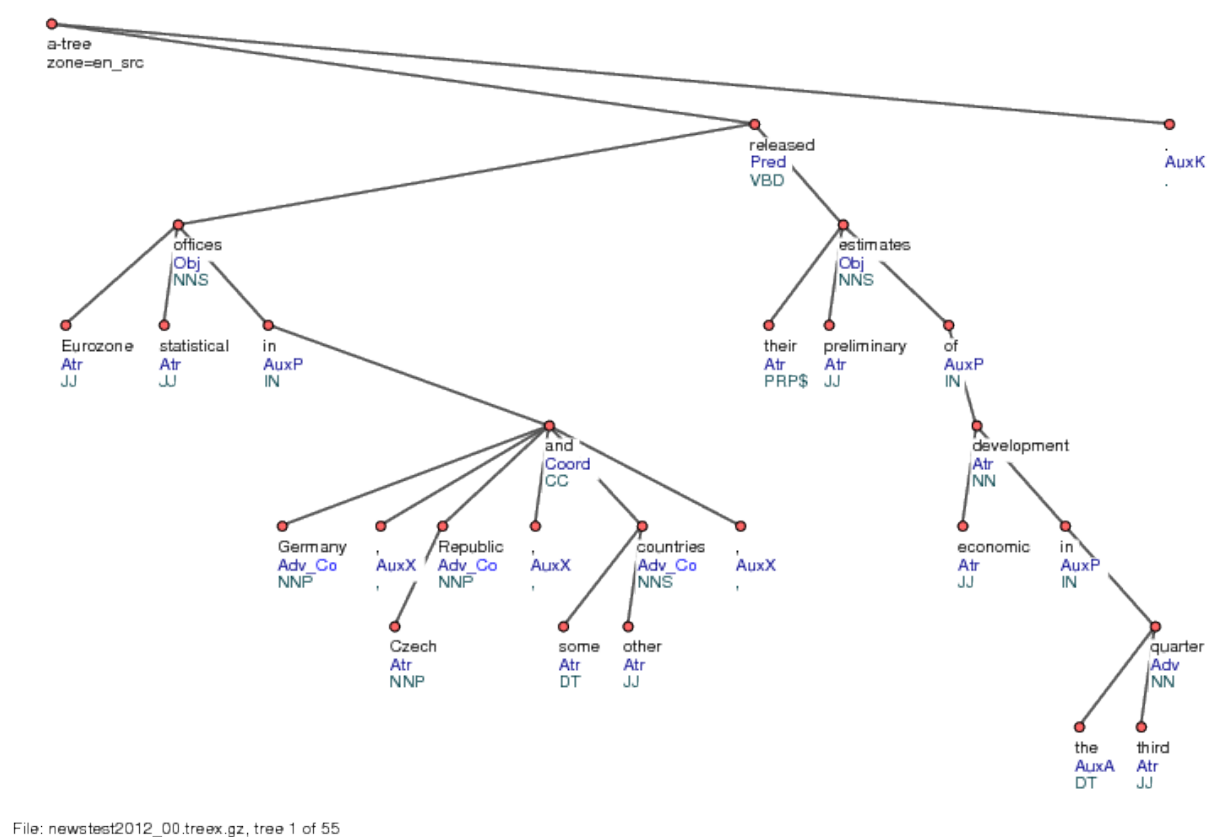 a-tree
zone=en_src
released
Pred
VBD
.
AuxK
.
offices
Obj
NNS
estimates
Obj
NNS
Eurozone
Atr
JJ
statistical
Atr
JJ
in
AuxP
IN
their
Atr
PRP$
preliminary
Atr
JJ
of
AuxP
IN
and
Coord
CC
development
Atr
NN
Germany
Adv_Co
NNP
,
AuxX
,
Republic
Adv_Co
NNP
,
AuxX
,
countries
Adv_Co
NNS
,
AuxX
,
economic
Atr
JJ
in
AuxP
IN
Czech
Atr
NNP
some
Atr
DT
other
Atr
JJ
quarter
Adv
NN
the
AuxA
DT
third
Atr
JJ
File: newstest2012_00.treex.gz, tree 1 of 55